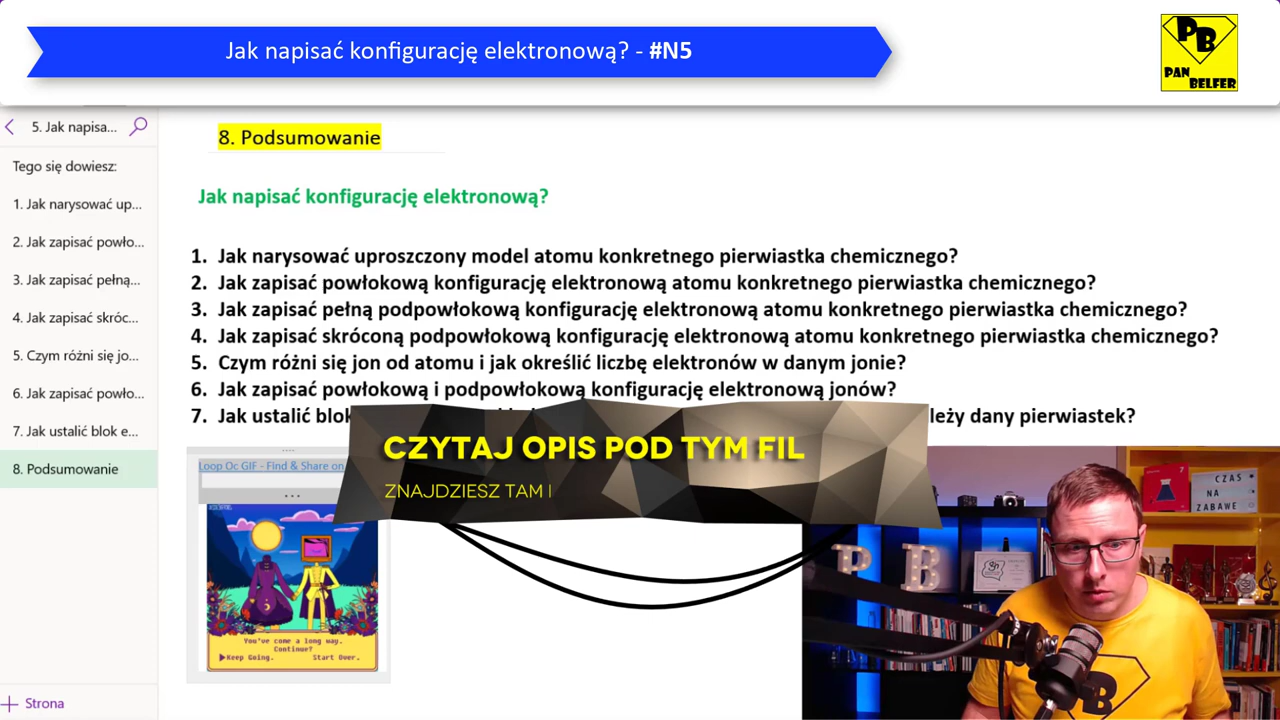 Jak napisać konfigurację elektronową? - #N5
PB
PAN
BELFER
5. Jak napisa...
Tego się dowiesz:
1. Jak narysować up...
2. Jak zapisać powło...
3. Jak zapisać pełną...
4. Jak zapisać skróc...
5. Czym różni się jo...
6. Jak zapisać powło...
7. Jak ustalić blok e...
8. Podsumowanie
Strona
8. Podsumowanie
Jak napisać konfigurację elektronową?
1. Jak narysować uproszczony model atomu konkretnego pierwiastka chemicznego?
2. Jak zapisać powłokową konfigurację elektronową atomu konkretnego pierwiastka chemicznego?
3. Jak zapisać pełną podpowłokową konfigurację elektronową atomu konkretnego pierwiastka chemicznego?
4. Jak zapisać skróconą podpowłokową konfigurację elektronową atomu konkretnego pierwiastka chemicznego?
5. Czym różni się jon od atomu i jak określić liczbę elektronów w danym jonie?
6. Jak zapisać powłokową i podpowłokową konfigurację elektronową jonów?
7. Jak ustalić blok leży dany pierwiastek?
CZYTAJ OPIS POD TYM FIL
ZNAJDZIESZ TAM
Loop Oc GIF - Find & Share on
You've come a long way.
Continue?
Keep Going. Start Over.
CZAS
NA
ZABAWE
P B
B